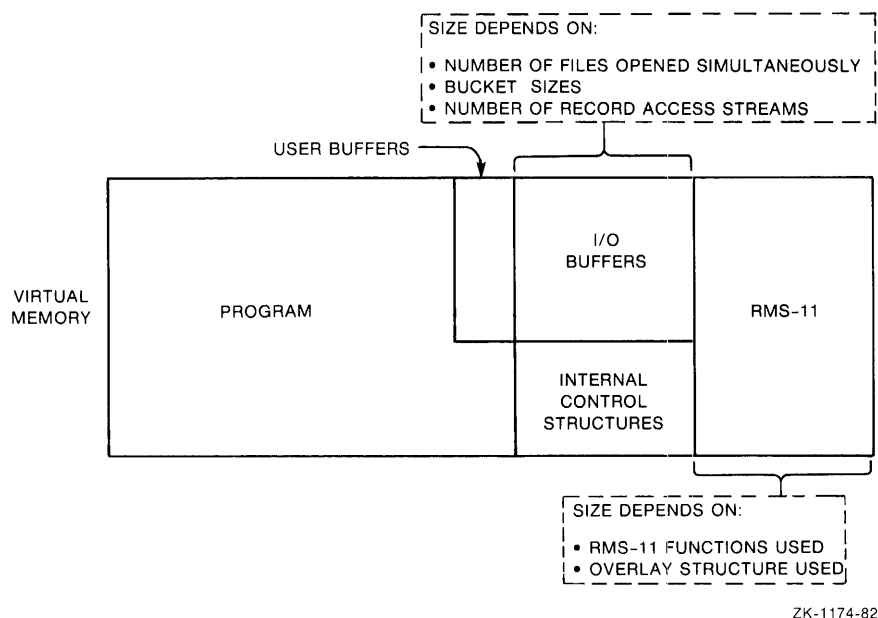 SIZE DEPENDS ON:
• NUMBER OF FILES OPENED SIMULTANEOUSLY
• BUCKET SIZES
• NUMBER OF RECORD ACCESS STREAMS
USER BUFFERS
VIRTUAL
MEMORY
PROGRAM
I/O
BUFFERS
INTERNAL
CONTROL
STRUCTURES
RMS-11
SIZE DEPENDS ON:
• RMS-11 FUNCTIONS USED
• OVERLAY STRUCTURE USED
ZK-1174-82